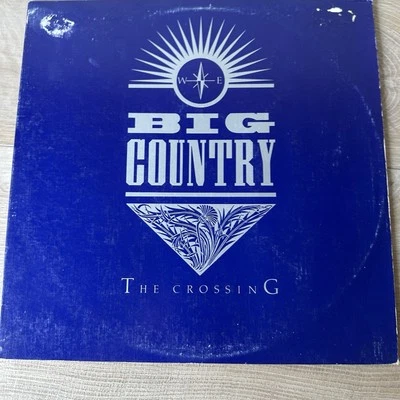 W E
BIG
COUNTRY
THE CROSSING